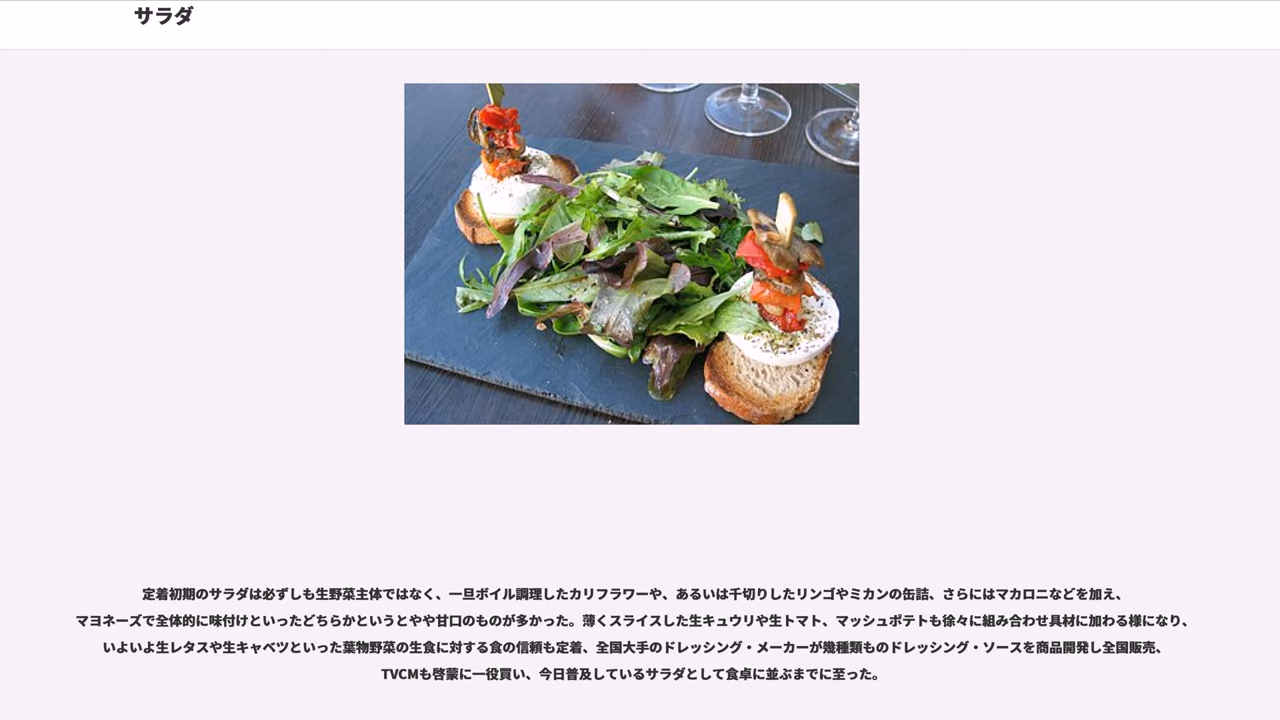 サラダ
定着初期のサラダは必ずしも生野菜主体ではなく、一旦ボイル調理したカリフラワーや、あるいは千切りしたリンゴやミカンの缶詰、さらにはマカロニなどを加え、
マヨネーズで全体的に味付けといったどちらかというとやや甘口のものが多かった。薄くスライスした生キュウリや生トマト、マッシュポテトも徐々に組み合わせ具材に加わる様になり、
いよいよ生レタスや生キャベツといった葉物野菜の生食に対する食の信頼も定着、全国大手のドレッシング・メーカーが幾種類ものドレッシング・ソースを商品開発し全国販売、
TVCMも啓蒙に一役買い、今日普及しているサラダとして食卓に並ぶまでに至った。